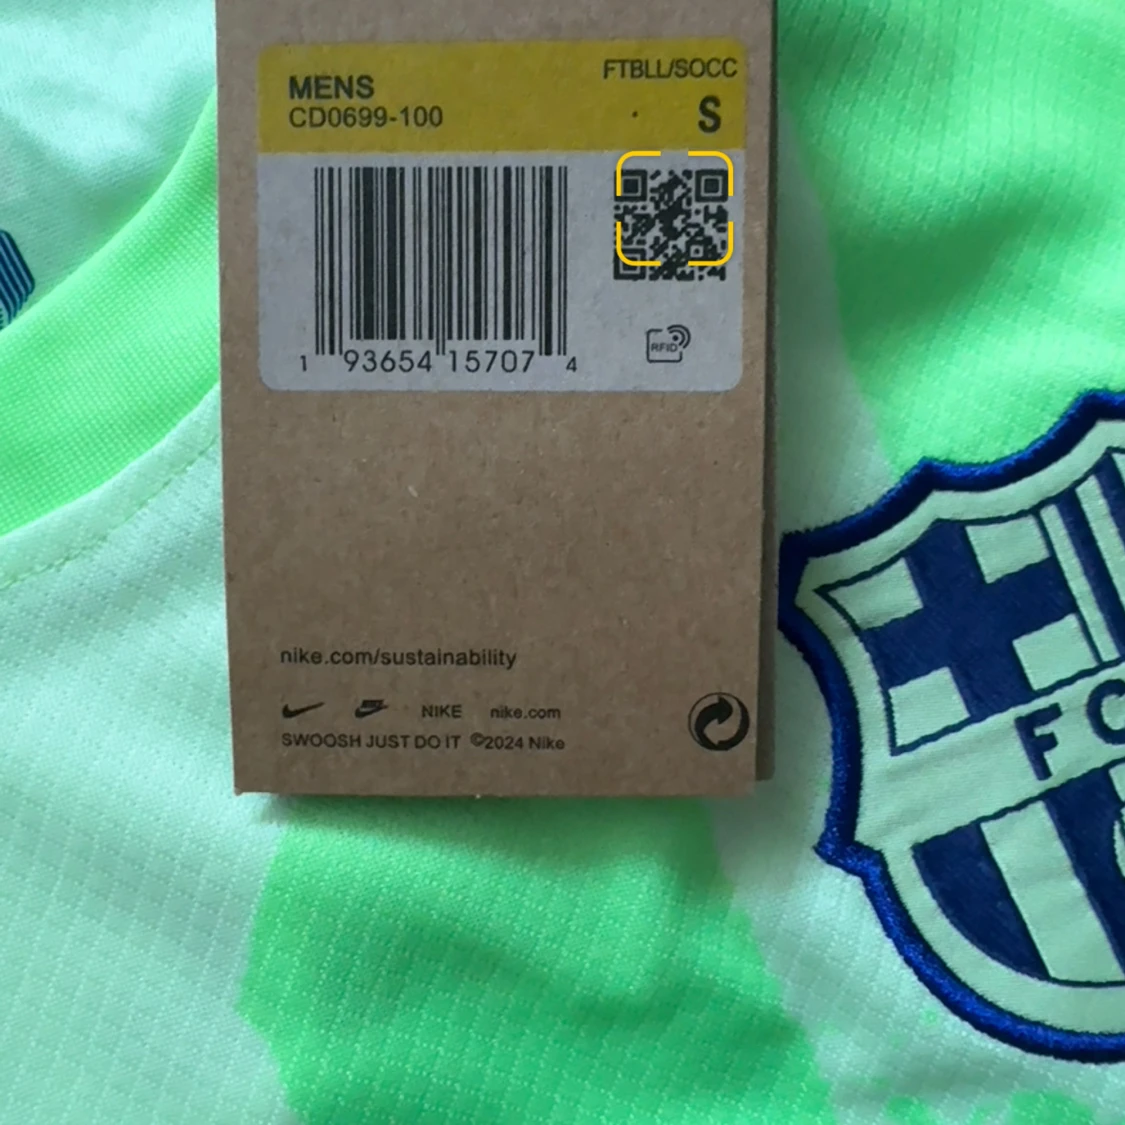 MENS
FTBLL/SOCC
CD0699-100
S
1 93654 15707 4
RFID
nike.com/sustainability
NIKE nike.com
SWOOSH JUST DO IT ©2024 Nike
FC